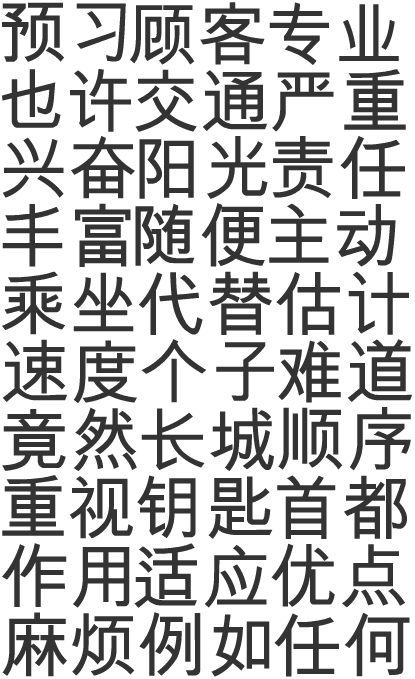 预习顾客专业
也许交通严重
兴奋阳光责任
丰富随便主动
乘坐代替估计
速度个子难道
竟然长城顺序
重视钥匙首都
作用适应优点
麻烦例如任何